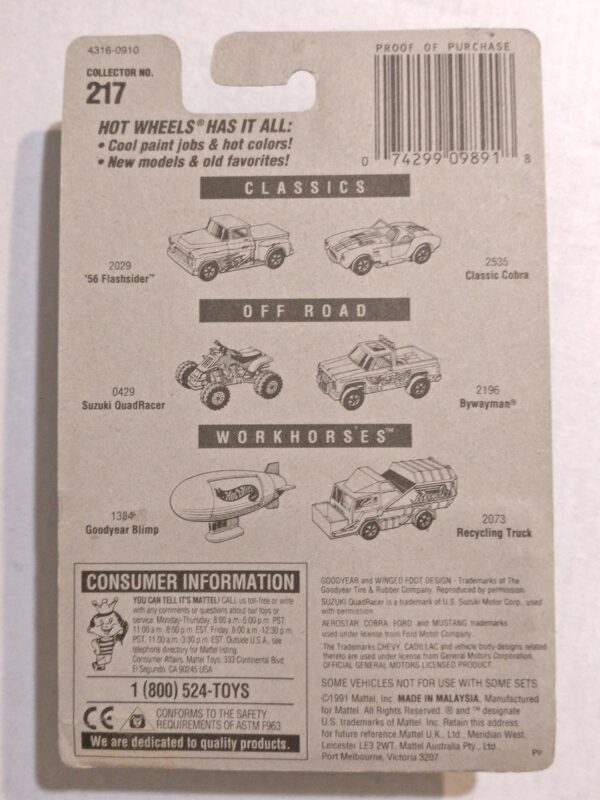 4316-0910
COLLECTOR NO.
217
PROOF OF PURCHASE
0 74299 09891 8
HOT WHEELS® HAS IT ALL:
• Cool paint jobs & hot colors!
• New models & old favorites!
CLASSICS
2029
'56 Flashsider™
2535
Classic Cobra
OFF ROAD
0429
Suzuki QuadRacer
2196
Bywayman®
WORKHORSES™
Hot Wheels
1384
Goodyear Blimp
2073
Recycling Truck
CONSUMER INFORMATION
YOU CAN TELL IT'S MATTEL! CALL us toll-free or write
with any comments or questions about our toys or
service. Monday-Thursday, 8:00 a.m.-5:00 p.m. PST.
11:00 a.m.-8:00 p.m. EST. Friday, 8:00 a.m.-12:30 p.m.
PST. 11:00 a.m.-3:30 p.m. EST. Outside U.S.A., see
telephone directory for Mattel listing.
Consumer Affairs, Mattel Toys, 333 Continental Blvd.
El Segundo, CA 90245 USA
1 (800) 524-TOYS
CE
CONFORMS TO THE SAFETY
REQUIREMENTS OF ASTM F963
We are dedicated to quality products.
GOODYEAR and WINGED FOOT DESIGN - Trademarks of The
Goodyear Tire & Rubber Company. Reproduced by permission.
SUZUKI QuadRacer is a trademark of U.S. Suzuki Motor Corp., used
with permission.
AEROSTAR, COBRA, FORD and MUSTANG trademarks
used under license from Ford Motor Company.
The Trademarks CHEVY, CADILLAC and vehicle body designs related
thereto are used under license from General Motors Corporation.
OFFICIAL GENERAL MOTORS LICENSED PRODUCT
SOME VEHICLES NOT FOR USE WITH SOME SETS
©1991 Mattel, Inc. MADE IN MALAYSIA. Manufactured
for Mattel. All Rights Reserved. ® and ™ designate
U.S. trademarks of Mattel, Inc. Retain this address
for future reference. Mattel U.K., Ltd., Meridian West,
Leicester LE3 2WT. Mattel Australia Pty., Ltd.,
Port Melbourne, Victoria 3207.
PP